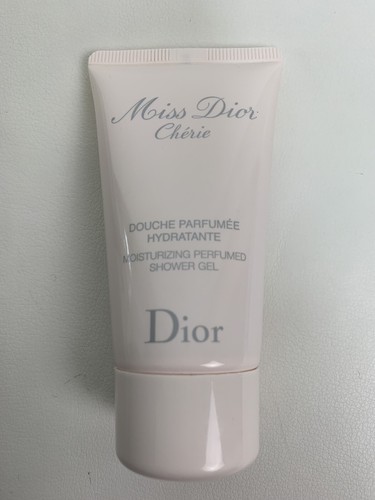 Miss Dior
Chérie
DOUCHE PARFUMÉE
HYDRATANTE
MOISTURIZING PERFUMED
SHOWER GEL
Dior